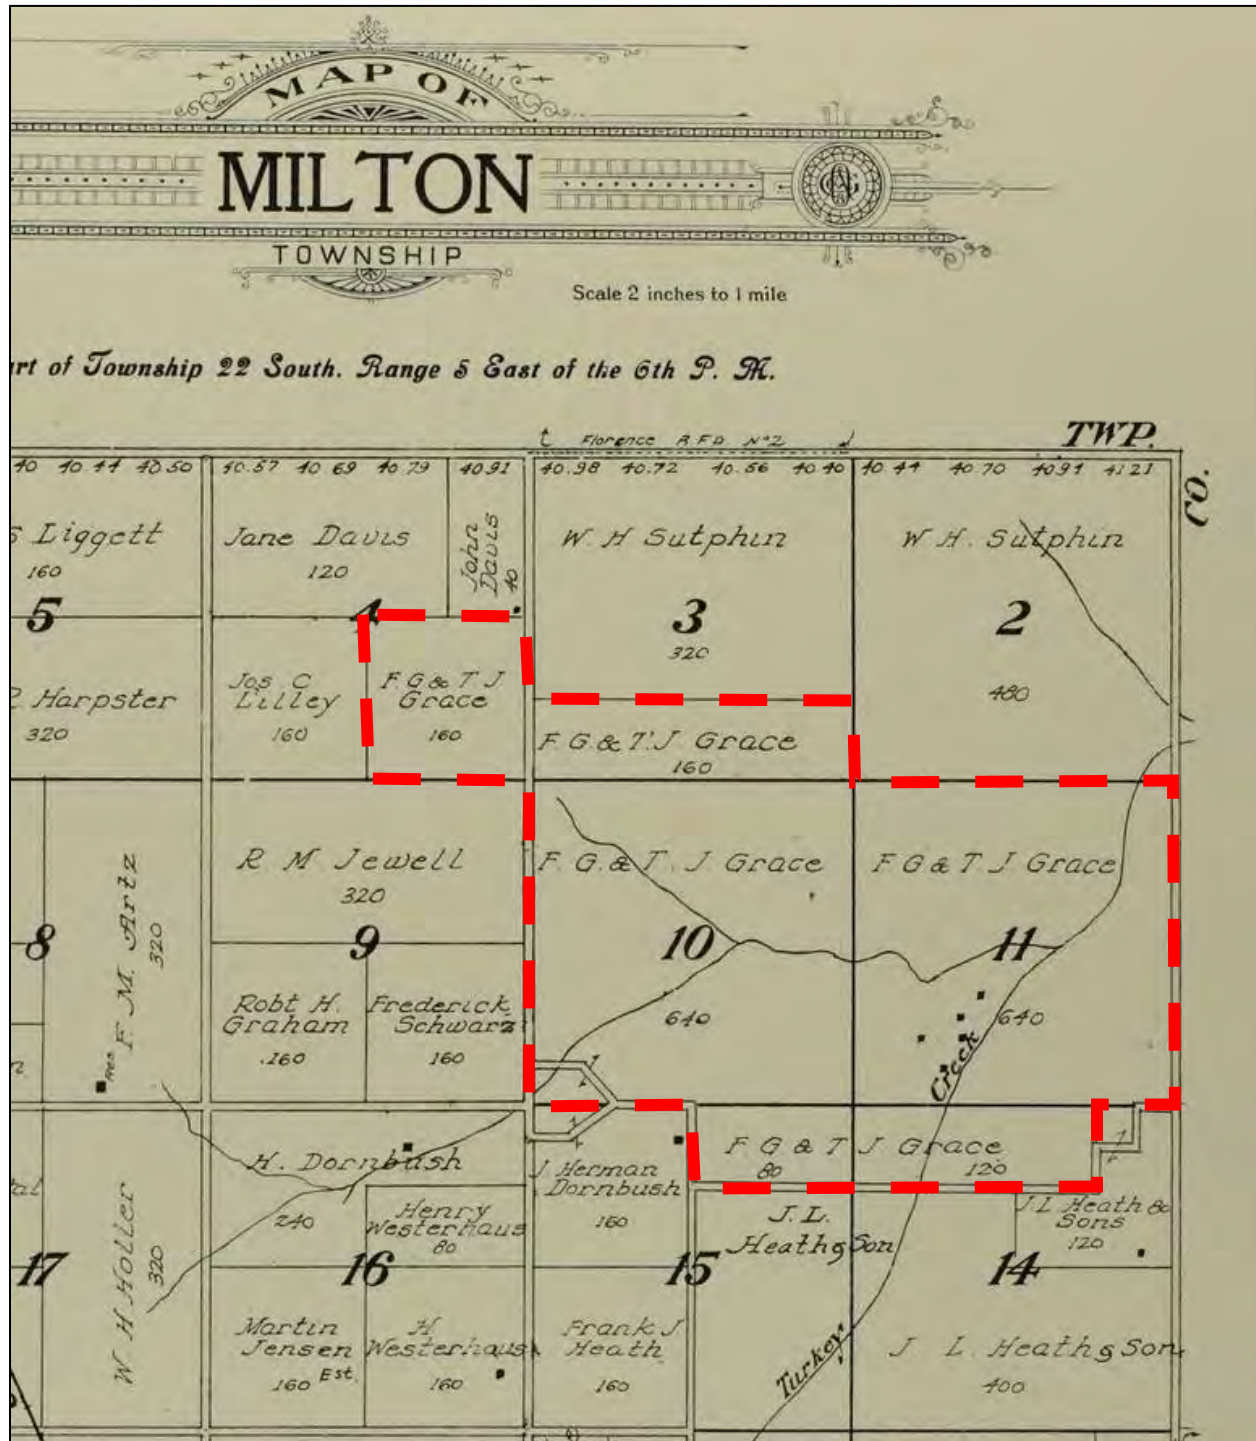 MAP OF
MILTON
TOWNSHIP
Scale 2 inches to 1 mile
art of Township 22 South. Range 5 East of the 6th P. M.
Florence R.F.D No 2
TWP.
CO.
40 40.44 40.50 40.57 40 69 40.79 40.91 40.98 40.72 40.56 40 40 40.44 40.70 40.94 41 21
S Liggett
160
5
Jane Davis
120
John
Davis
40
4
W. H Sutphin
3
320
W H. Sutphin
2
480
Harpster
320
Jos C
Lilley
160
F G & T J
Grace
160
F. G. & T. J Grace
160
R M Jewell
320
F. G. & T. J Grace
10
640
F G & T J Grace
11
640
8
F. M. Artz
320
Res
9
Robt H.
Graham
160
Frederick
Schwarz
160
Creek
F G & T J Grace
80
120
H. Dornbush
240
J. Herman
Dornbush
160
Henry
Westerhaus
80
J. L.
Heath & Son
J. L Heath &
Sons
120
17
W H Holler
320
16
15
14
Martin
Jensen
Est.
160
H
Westerhaus
160
Frank J
Heath
160
Turkey
J L. Heath & Son
400